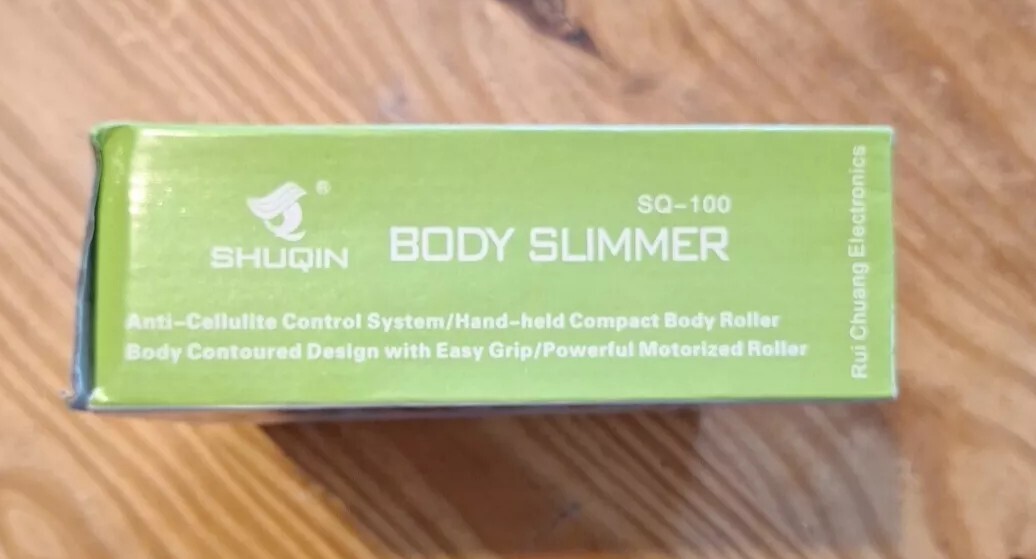 ®
SHUQIN
SQ-100
BODY SLIMMER
Anti-Cellulite Control System/Hand-held Compact Body Roller
Body Contoured Design with Easy Grip/Powerful Motorized Roller
Rui Chuang Electronics